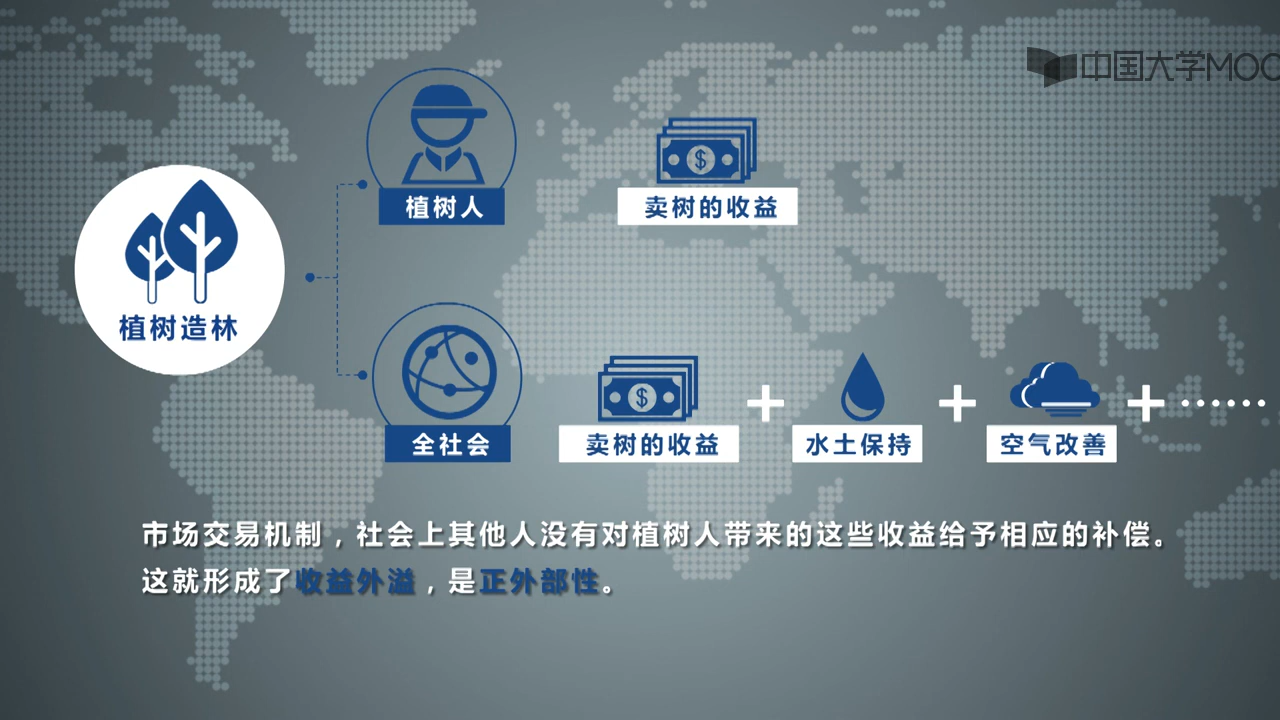 中国大学MOO
植树人
卖树的收益
植树造林
全社会
卖树的收益
水土保持
空气改善
+ + + ······
市场交易机制，社会上其他人没有对植树人带来的这些收益给予相应的补偿。
这就形成了收益外溢，是正外部性。